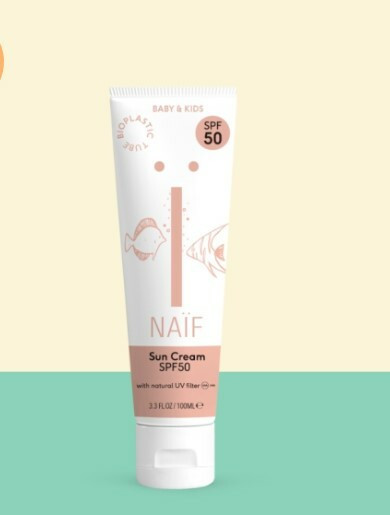 BABY & KIDS
BIOPLASTIC TUBE
SPF
50
NAÏF
Sun Cream
SPF50
with natural UV filter
3.3 FL.OZ/100ML℮